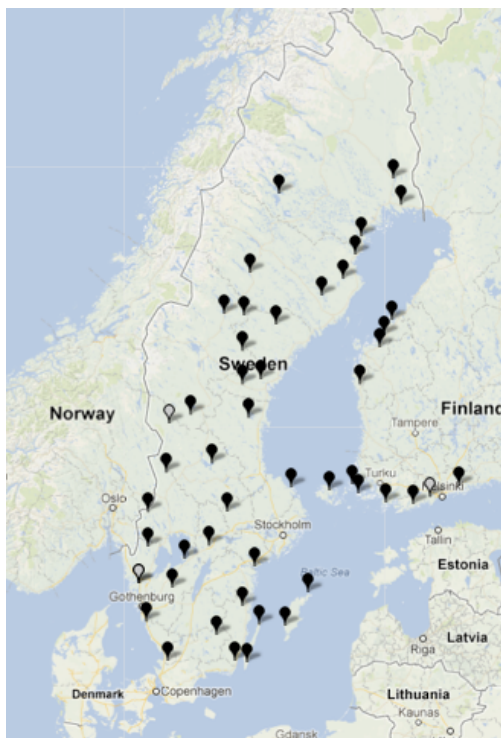 Sweden
Norway
Finland
Tampere
Turku
Helsinki
Oslo
Stockholm
Tallin
Estonia
Baltic Sea
Gothenburg
Riga
Latvia
Denmark
Copenhagen
Lithuania
Kaunas
Gdansk